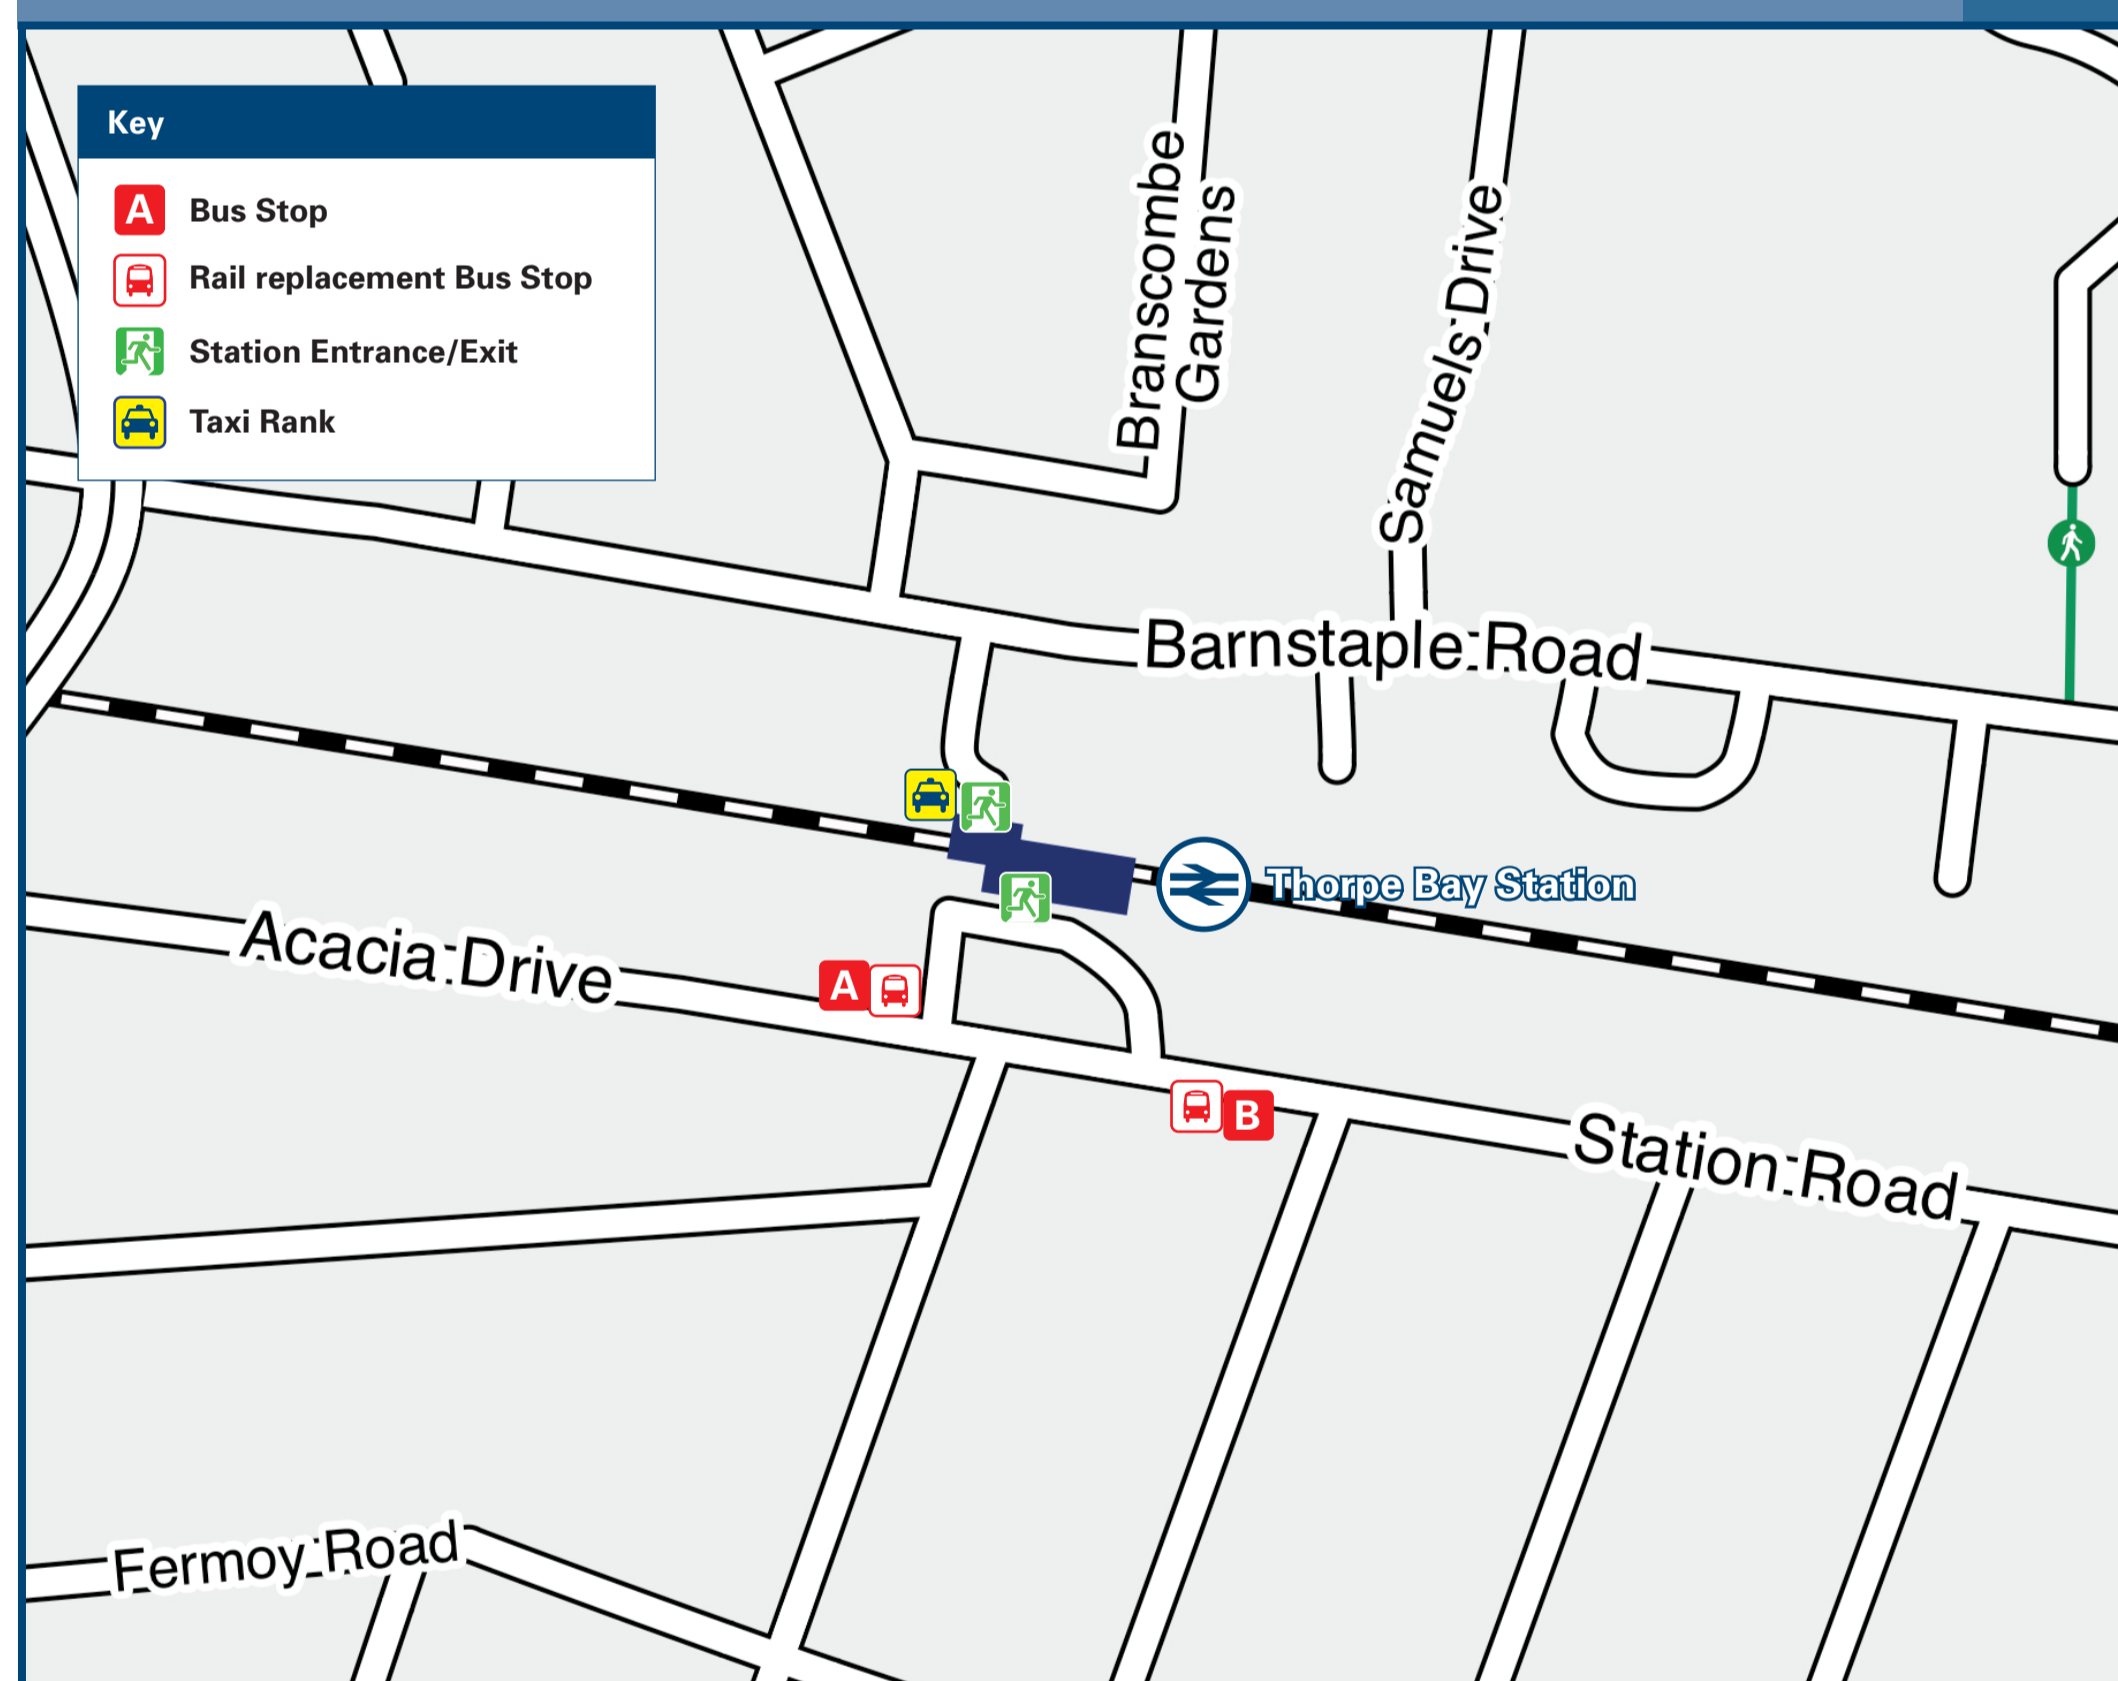 Key
A Bus Stop
Rail replacement Bus Stop
Station Entrance/Exit
Taxi Rank
Branscombe
Gardens
Samuels Drive
Barnstaple Road
Thorpe Bay Station
Acacia Drive
A
B
Station Road
Fermoy Road